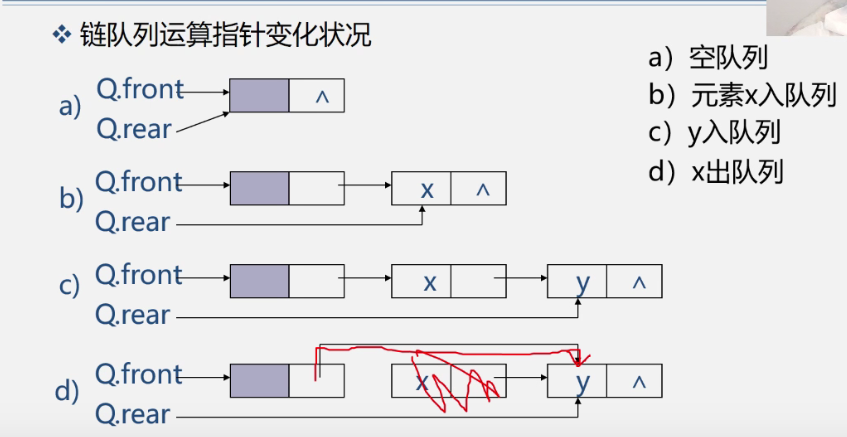 ❖ 链队列运算指针变化状况
a) 空队列
b) 元素x入队列
c) y入队列
d) x出队列
a) Q.front
Q.rear
^
b) Q.front
Q.rear
x ^
c) Q.front
Q.rear
x y ^
d) Q.front
Q.rear
x y ^